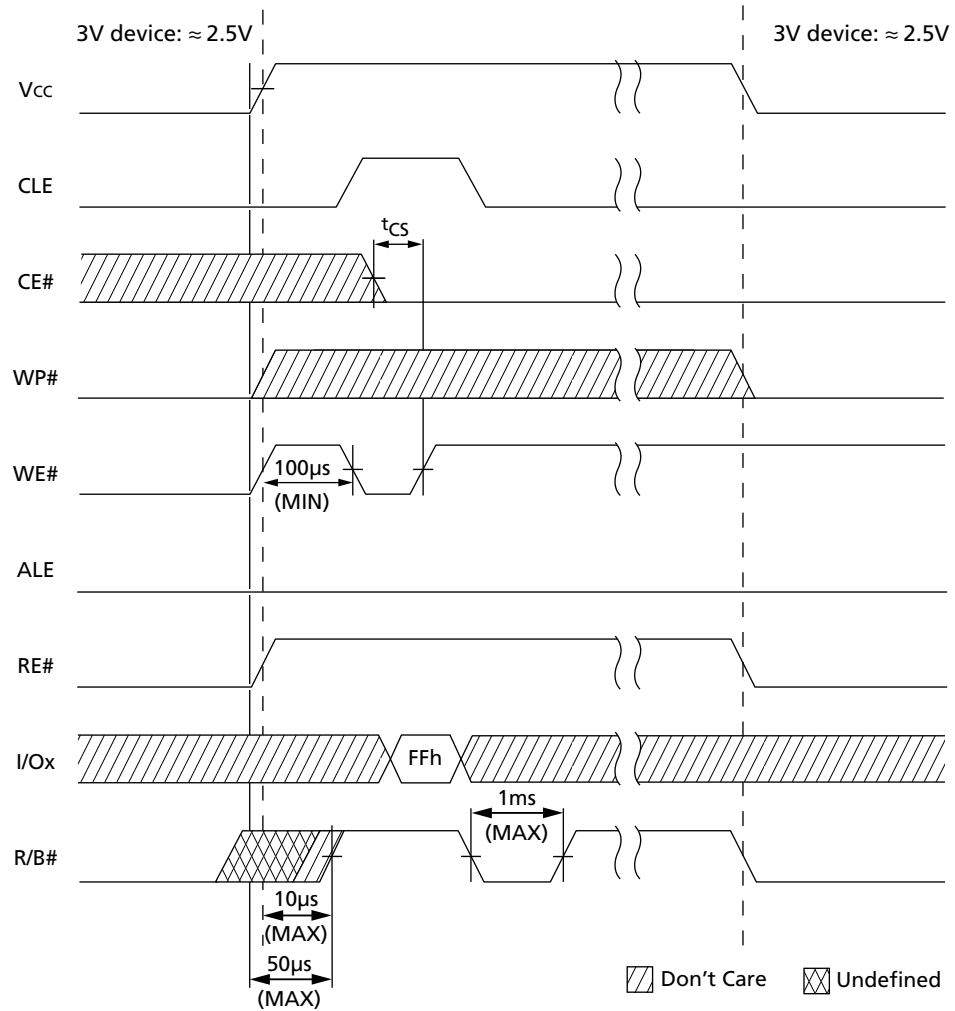 3V device: ≈ 2.5V
3V device: ≈ 2.5V
Vcc
CLE
tCS
CE#
WP#
WE#
100µs
(MIN)
ALE
RE#
I/Ox
FFh
1ms
(MAX)
R/B#
10µs
(MAX)
50µs
(MAX)
Don't Care
Undefined